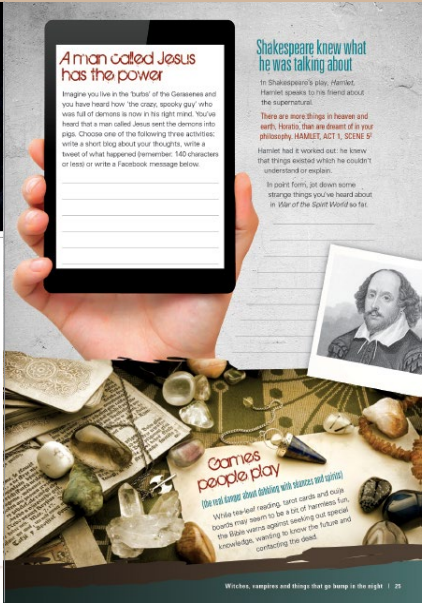 A man called Jesus
has the power
Imagine you live in the 'burbs' of the Gerasenes and
you have heard how 'the crazy, spooky guy' who
was full of demons is now in his right mind. You've
heard that a man called Jesus sent the demons into
pigs. Choose one of the following three activities:
write a short blog about your thoughts, write a
tweet of what happened (remember: 140 characters
or less) or write a Facebook message below.
Shakespeare knew what
he was talking about
In Shakespeare's play, Hamlet,
Hamlet speaks to his friend about
the supernatural.
There are more things in heaven and
earth, Horatio, than are dreamt of in your
philosophy. HAMLET, ACT 1, SCENE 5
Hamlet had it worked out: he knew
that things existed which he couldn't
understand or explain.
In point form, jot down some
strange things you've heard about
in War of the Spirit World so far.
Games
people play
(the real danger about dabbling with séances and spirits)
While tea-leaf reading, tarot cards and ouija
boards may seem to be a bit of harmless fun,
the Bible warns against seeking out special
knowledge, wanting to know the future and
contacting the dead.
Witches, vampires and things that go bump in the night | 25